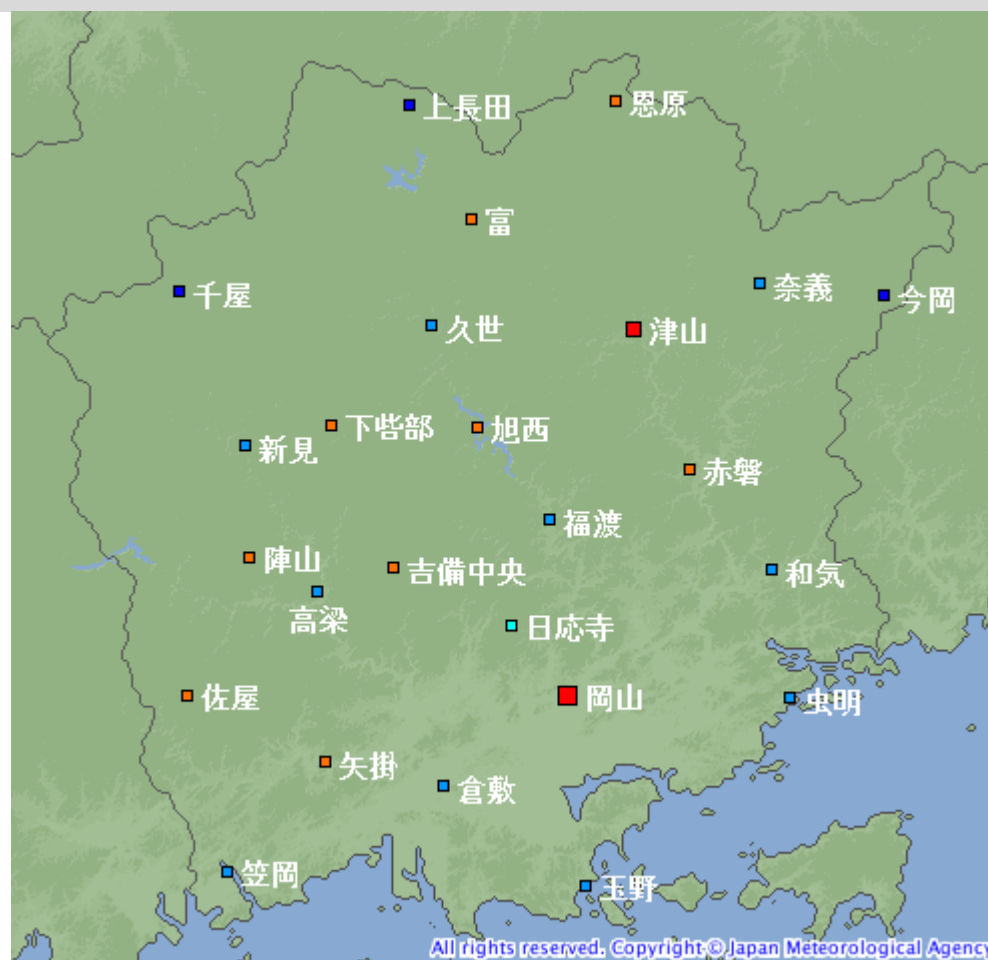 上長田
恩原
富
千屋
奈義
今岡
久世
津山
下呰部
旭西
新見
赤磐
福渡
陣山
吉備中央
和気
高梁
日応寺
佐屋
岡山
虫明
矢掛
倉敷
笠岡
玉野
All rights reserved. Copyright © Japan Meteorological Agency